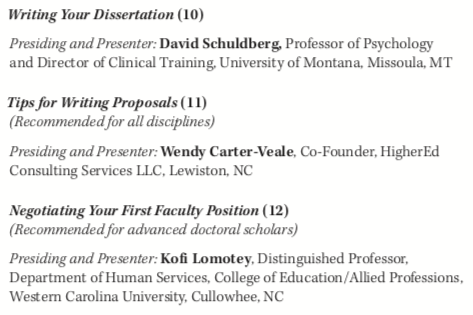 Writing Your Dissertation (10)
Presiding and Presenter: David Schuldberg, Professor of Psychology
and Director of Clinical Training, University of Montana, Missoula, MT
Tips for Writing Proposals (11)
(Recommended for all disciplines)
Presiding and Presenter: Wendy Carter-Veale, Co-Founder, HigherEd
Consulting Services LLC, Lewiston, NC
Negotiating Your First Faculty Position (12)
(Recommended for advanced doctoral scholars)
Presiding and Presenter: Kofi Lomotey, Distinguished Professor,
Department of Human Services, College of Education/Allied Professions,
Western Carolina University, Cullowhee, NC